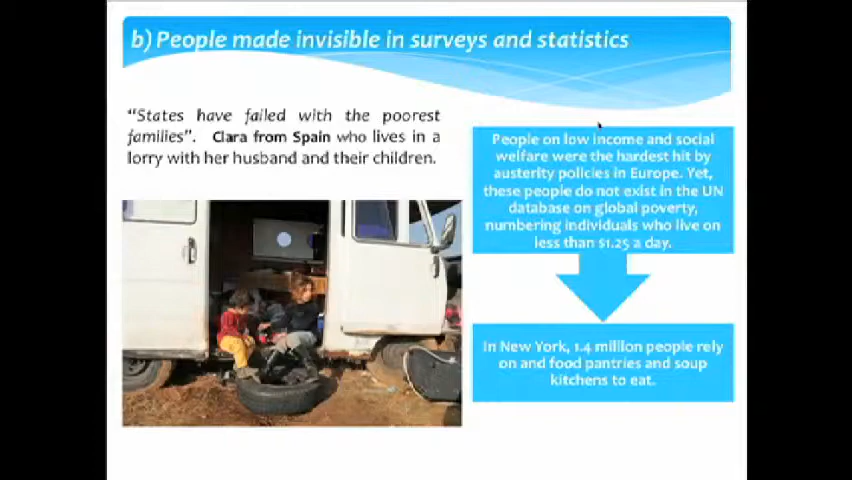 b) People made invisible in surveys and statistics
“States have failed with the poorest
families”. Clara from Spain who lives in a
lorry with her husband and their children.
People on low income and social
welfare were the hardest hit by
austerity policies in Europe. Yet,
these people do not exist in the UN
database on global poverty,
numbering individuals who live on
less than $1.25 a day.
In New York, 1.4 million people rely
on and food pantries and soup
kitchens to eat.